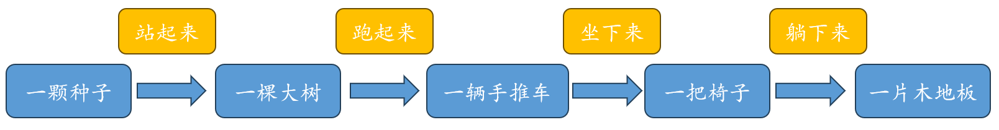 站起来
跑起来
坐下来
躺下来
一颗种子
一棵大树
一辆手推车
一把椅子
一片木地板